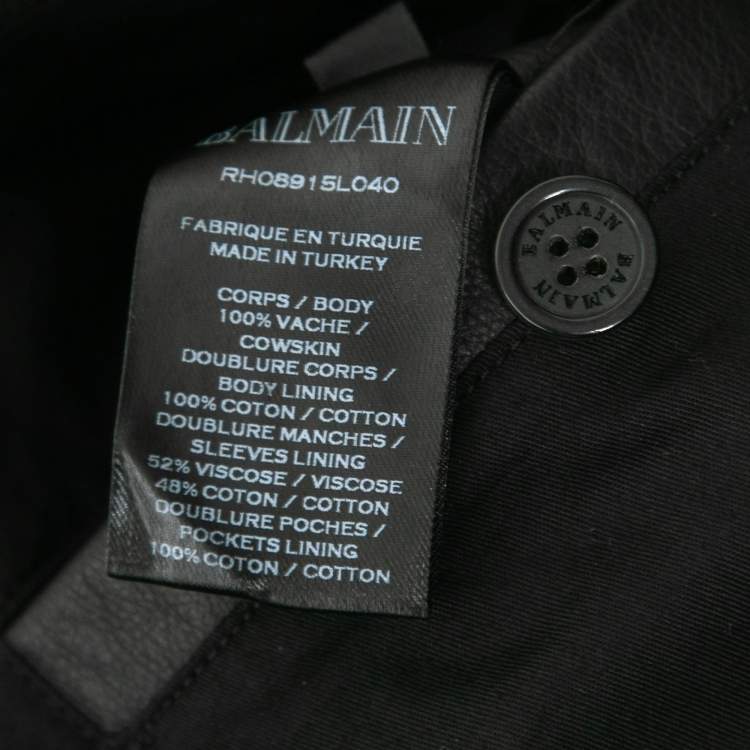 BALMAIN
RH08915L040
FABRIQUE EN TURQUIE
MADE IN TURKEY
CORPS / BODY
100% VACHE /
COWSKIN
DOUBLURE CORPS /
BODY LINING
100% COTON / COTTON
DOUBLURE MANCHES /
SLEEVES LINING
52% VISCOSE / VISCOSE
48% COTON / COTTON
DOUBLURE POCHES /
POCKETS LINING
100% COTON / COTTON
BALMAIN
BALMAIN